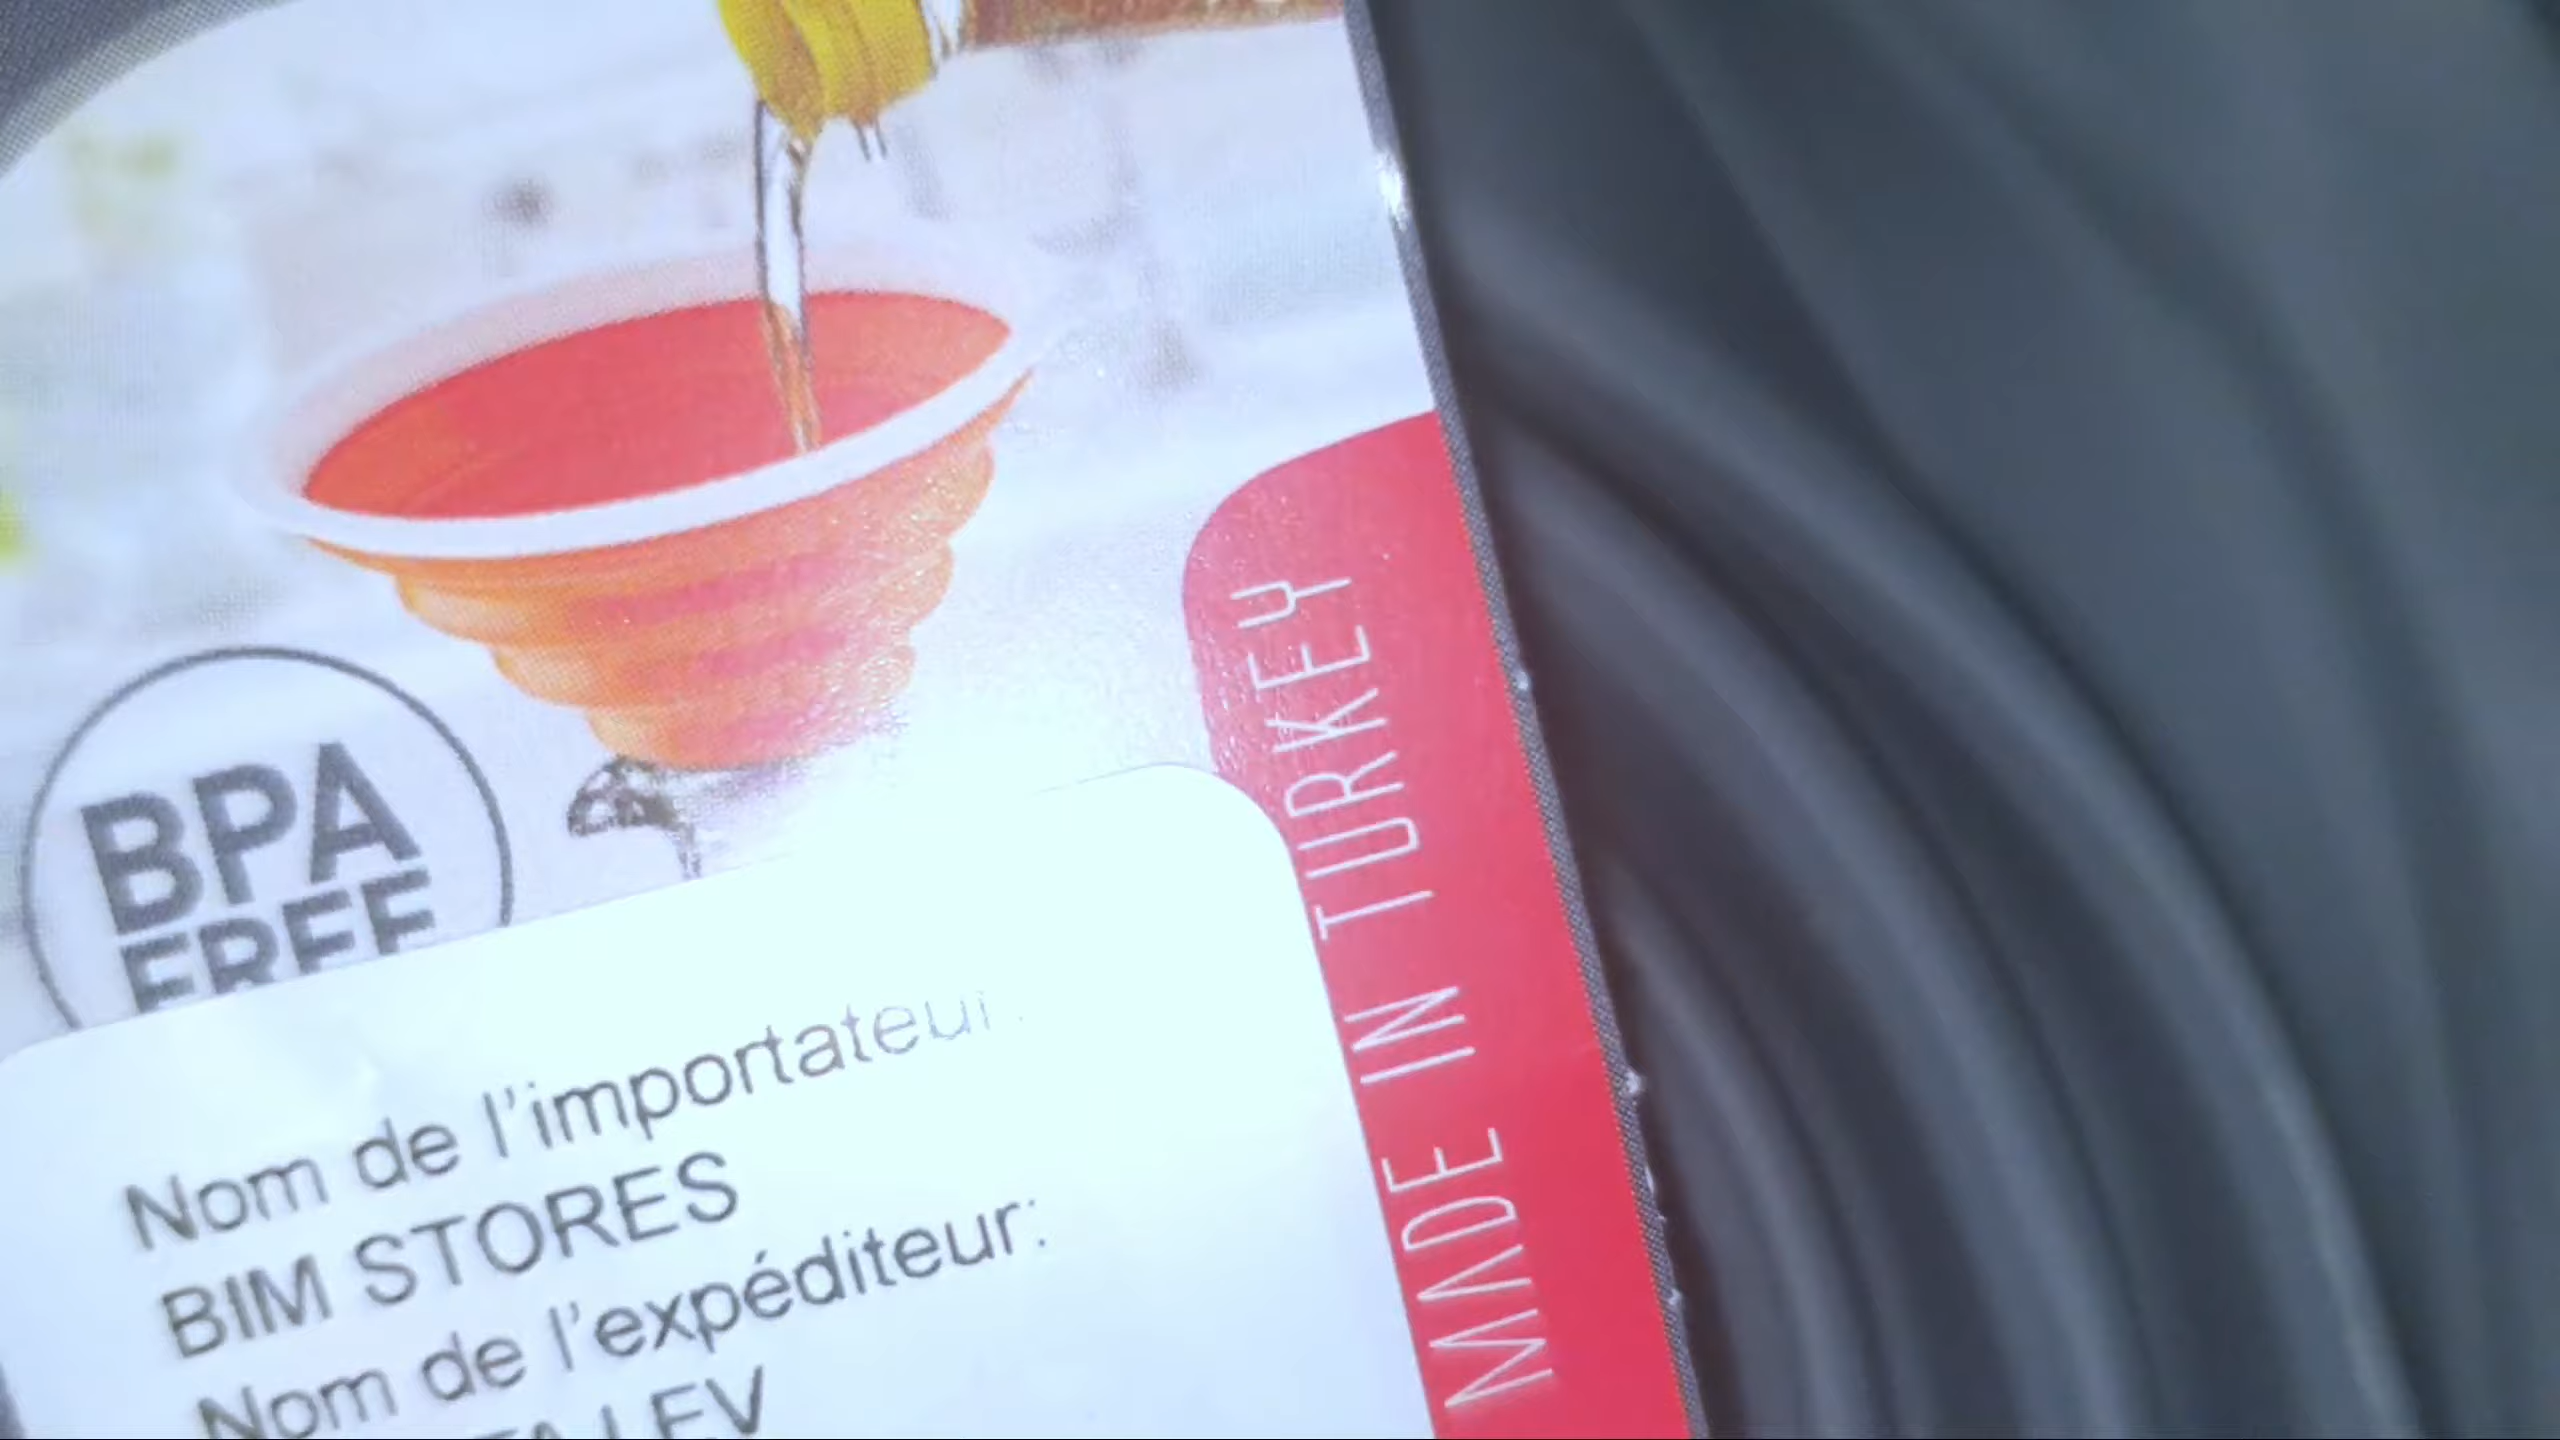 BPA
FREE
MADE IN TURKEY
Nom de l'importateur:
BIM STORES
Nom de l'expéditeur: